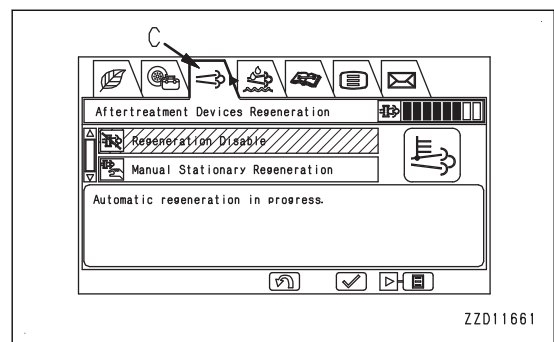 C
Aftertreatment Devices Regeneration
Regeneration Disable
Manual Stationary Regeneration
Automatic regeneration in progress.
ZZD11661